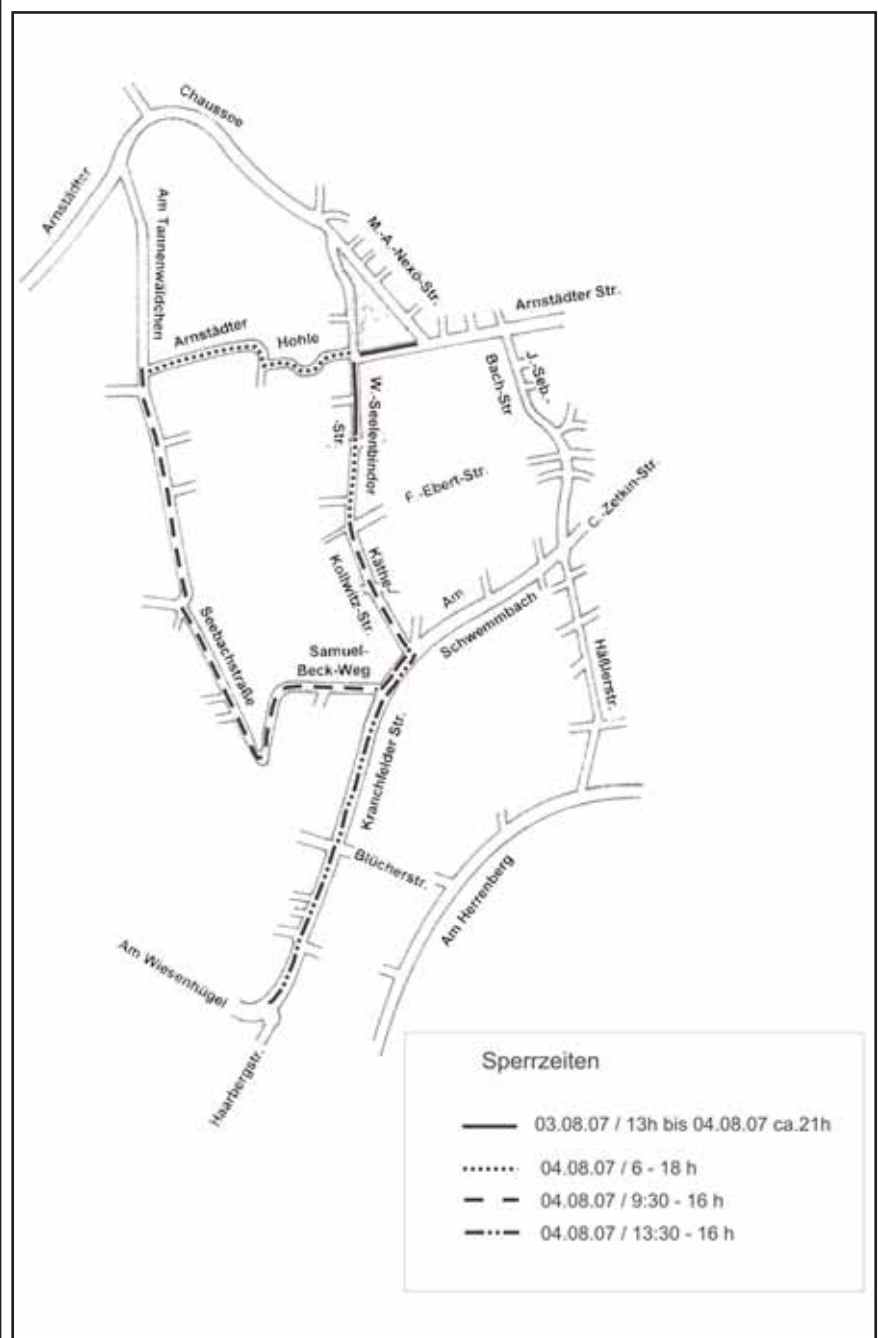 Chaussee
Arnstädter
Am Tannenwäldchen
M.-A.-Nexö-Str.
Arnstädter Str.
Arnstädter
Hohle
J.-Seb.-
Bach-Str
W.-Seelenbinder
-Str.
F.-Ebert-Str.
C.-Zetkin-Str.
Käthe-
Kollwitz-Str.
Am
Schwemmbach
Seebachstraße
Samuel-
Beck-Weg
Häßlerstr.
Kranchfelder Str.
Blücherstr.
Am Herrenberg
Am Wiesenhügel
Haarbergstr.
Sperrzeiten
03.08.07 / 13h bis 04.08.07 ca.21h
04.08.07 / 6 - 18 h
04.08.07 / 9:30 - 16 h
04.08.07 / 13:30 - 16 h